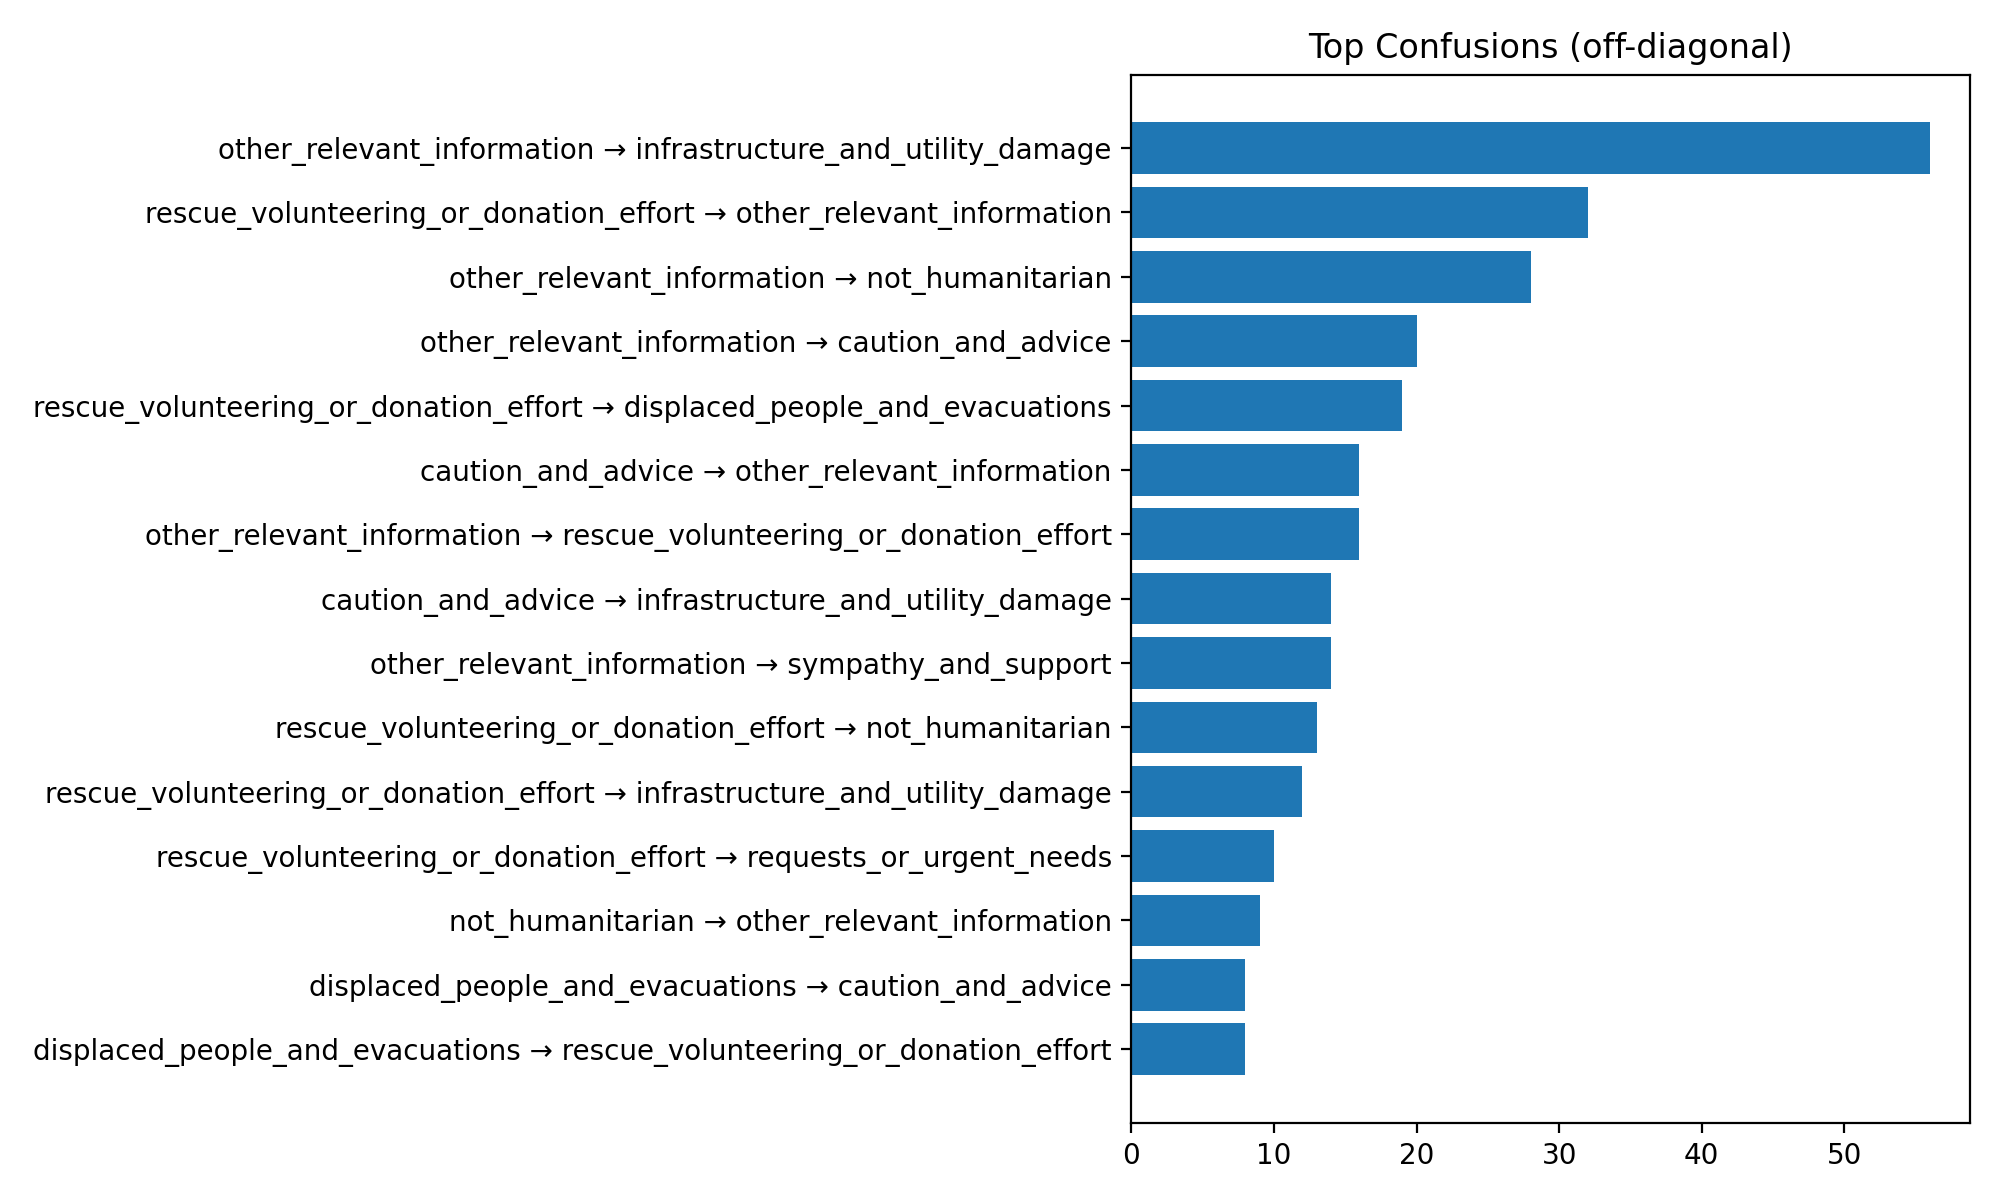 Top Confusions (off-diagonal)
other_relevant_information → infrastructure_and_utility_damage
rescue_volunteering_or_donation_effort → other_relevant_information
other_relevant_information → not_humanitarian
other_relevant_information → caution_and_advice
rescue_volunteering_or_donation_effort → displaced_people_and_evacuations
caution_and_advice → other_relevant_information
other_relevant_information → rescue_volunteering_or_donation_effort
caution_and_advice → infrastructure_and_utility_damage
other_relevant_information → sympathy_and_support
rescue_volunteering_or_donation_effort → not_humanitarian
rescue_volunteering_or_donation_effort → infrastructure_and_utility_damage
rescue_volunteering_or_donation_effort → requests_or_urgent_needs
not_humanitarian → other_relevant_information
displaced_people_and_evacuations → caution_and_advice
displaced_people_and_evacuations → rescue_volunteering_or_donation_effort
0 10 20 30 40 50